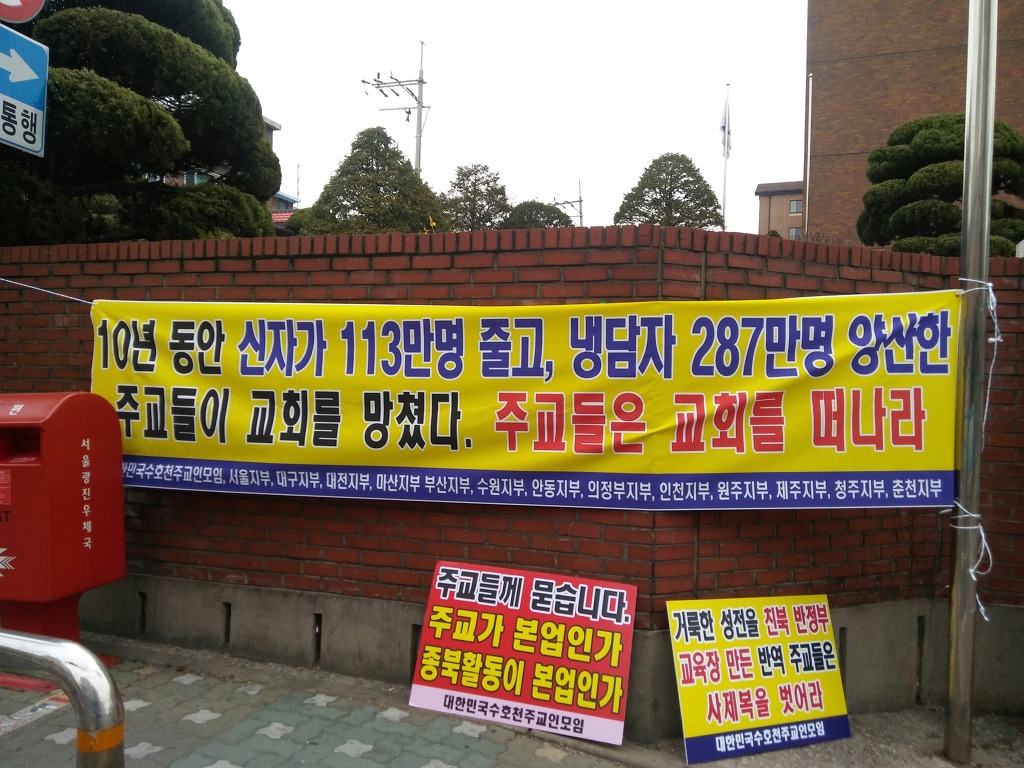 통행
10년 동안 신자가 113만명 줄고, 냉담자 287만명 양산한
주교들이 교회를 망쳤다. 주교들은 교회를 떠나라
한민국수호천주교인모임, 서울지부, 대구지부, 대전지부, 마산지부 부산지부, 수원지부, 안동지부, 의정부지부, 인천지부, 원주지부, 제주지부, 청주지부, 춘천지부
편
서울광진우체국
주교들께 묻습니다.
주교가 본업인가
종북활동이 본업인가
대한민국수호천주교인모임
거룩한 성전을 친북 반정부
교육장 만든 반역 주교들은
사제복을 벗어라
대한민국수호천주교인모임